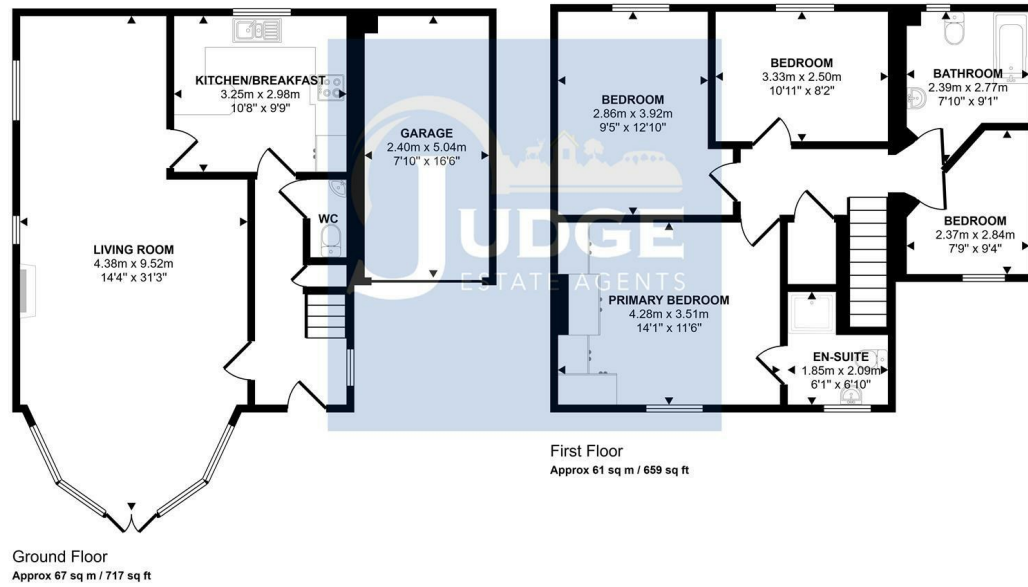 KITCHEN/BREAKFAST
3.25m x 2.98m
10'8" x 9'9"
GARAGE
2.40m x 5.04m
7'10" x 16'6"
WC
LIVING ROOM
4.38m x 9.52m
14'4" x 31'3"
Ground Floor
Approx 67 sq m / 717 sq ft
JUDGE
ESTATE AGENTS
BEDROOM
2.86m x 3.92m
9'5" x 12'10"
BEDROOM
3.33m x 2.50m
10'11" x 8'2"
BATHROOM
2.39m x 2.77m
7'10" x 9'1"
BEDROOM
2.37m x 2.84m
7'9" x 9'4"
PRIMARY BEDROOM
4.28m x 3.51m
14'1" x 11'6"
EN-SUITE
1.85m x 2.09m
6'1" x 6'10"
First Floor
Approx 61 sq m / 659 sq ft